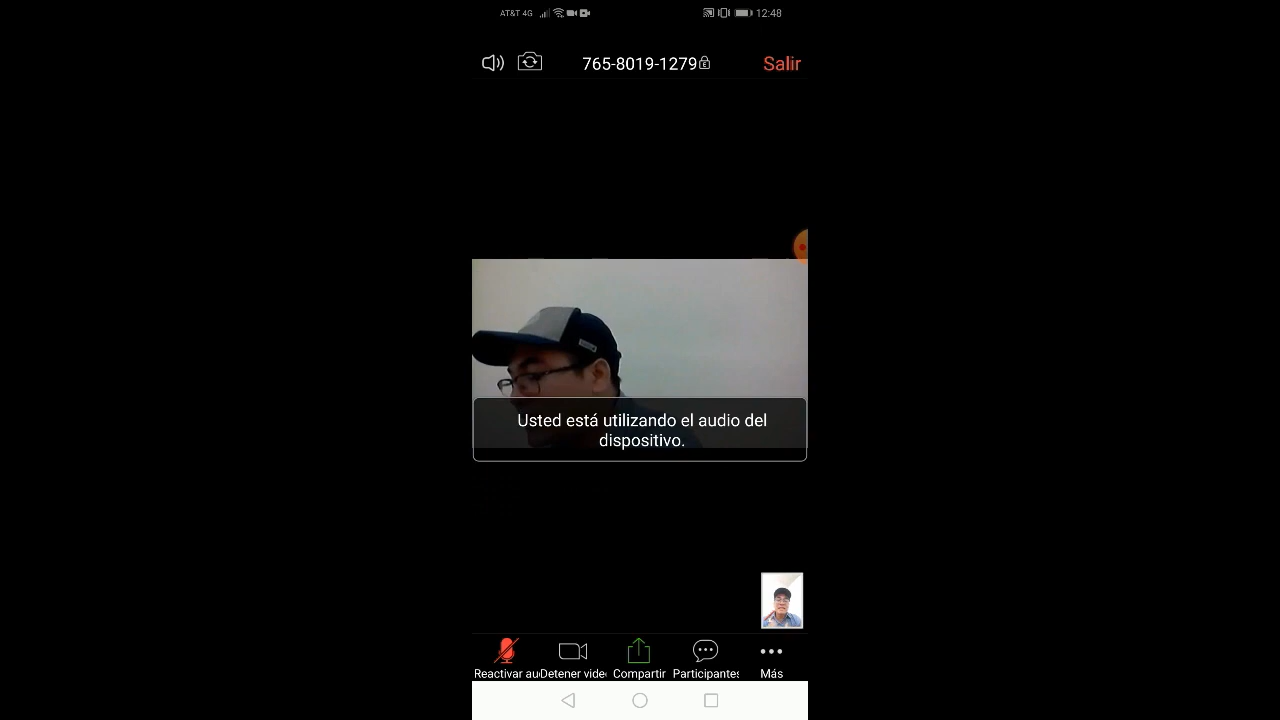 AT&T 4G 12:48
765-8019-1279 Salir
Usted está utilizando el audio del
dispositivo.
Reactivar au Detener vide Compartir Participantes Más